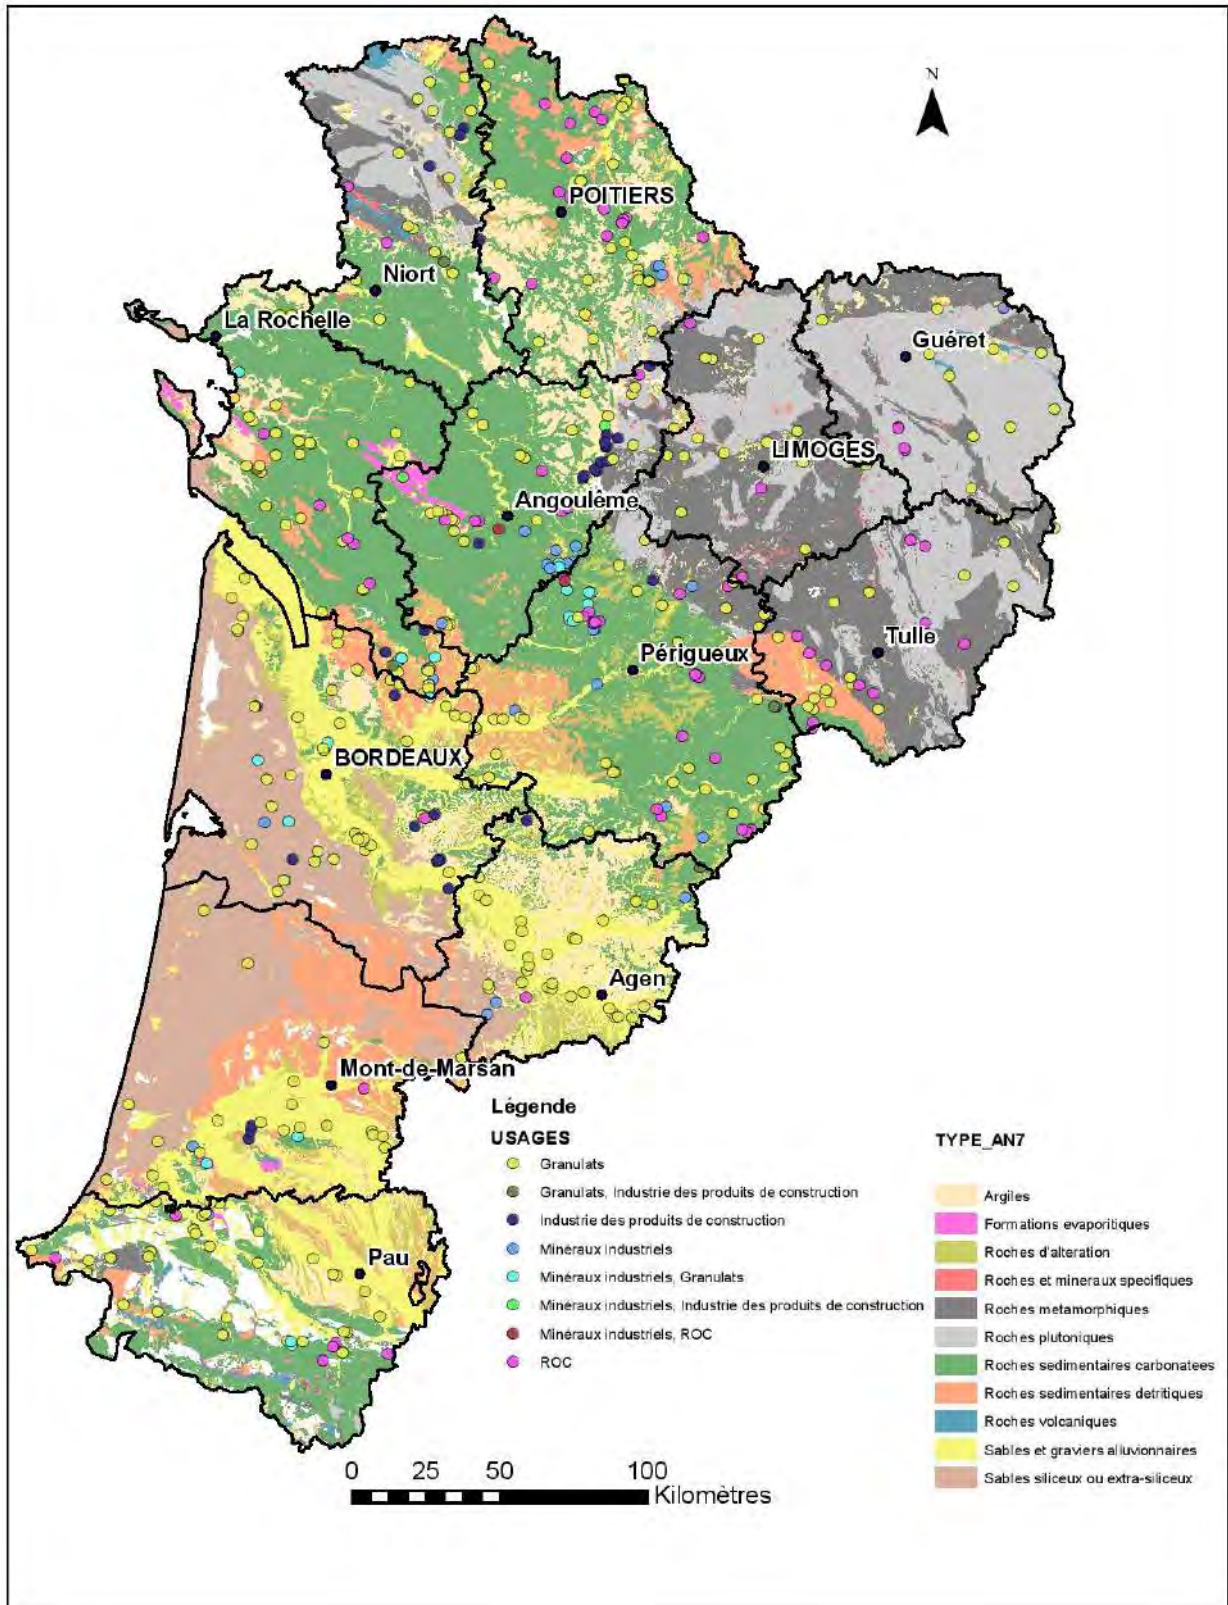 N
POITIERS
Niort
La Rochelle
Guéret
LIMOGES
Angoulème
Tulle
Périgueux
BORDEAUX
Agen
Mont-de-Marsan
Pau
Légende
USAGES
Granulats
Granulats, Industrie des produits de construction
Industrie des produits de construction
Minéraux industriels
Minéraux industriels, Granulats
Minéraux industriels, Industrie des produits de construction
Minéraux industriels, ROC
ROC
TYPE_AN7
Argiles
Formations evaporitiques
Roches d'alteration
Roches et mineraux specifiques
Roches metamorphiques
Roches plutoniques
Roches sedimentaires carbonatees
Roches sedimentaires detritiques
Roches volcaniques
Sables et graviers alluvionnaires
Sables siliceux ou extra-siliceux
0 25 50 100
Kilomètres